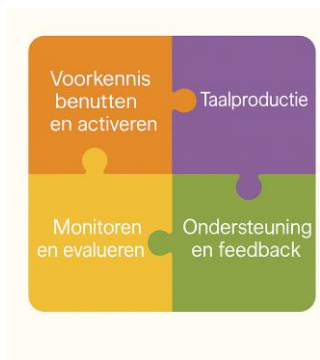 Voorkennis
benutten
en activeren
Taalproductie
Monitoren
en evalueren
Ondersteuning
en feedback